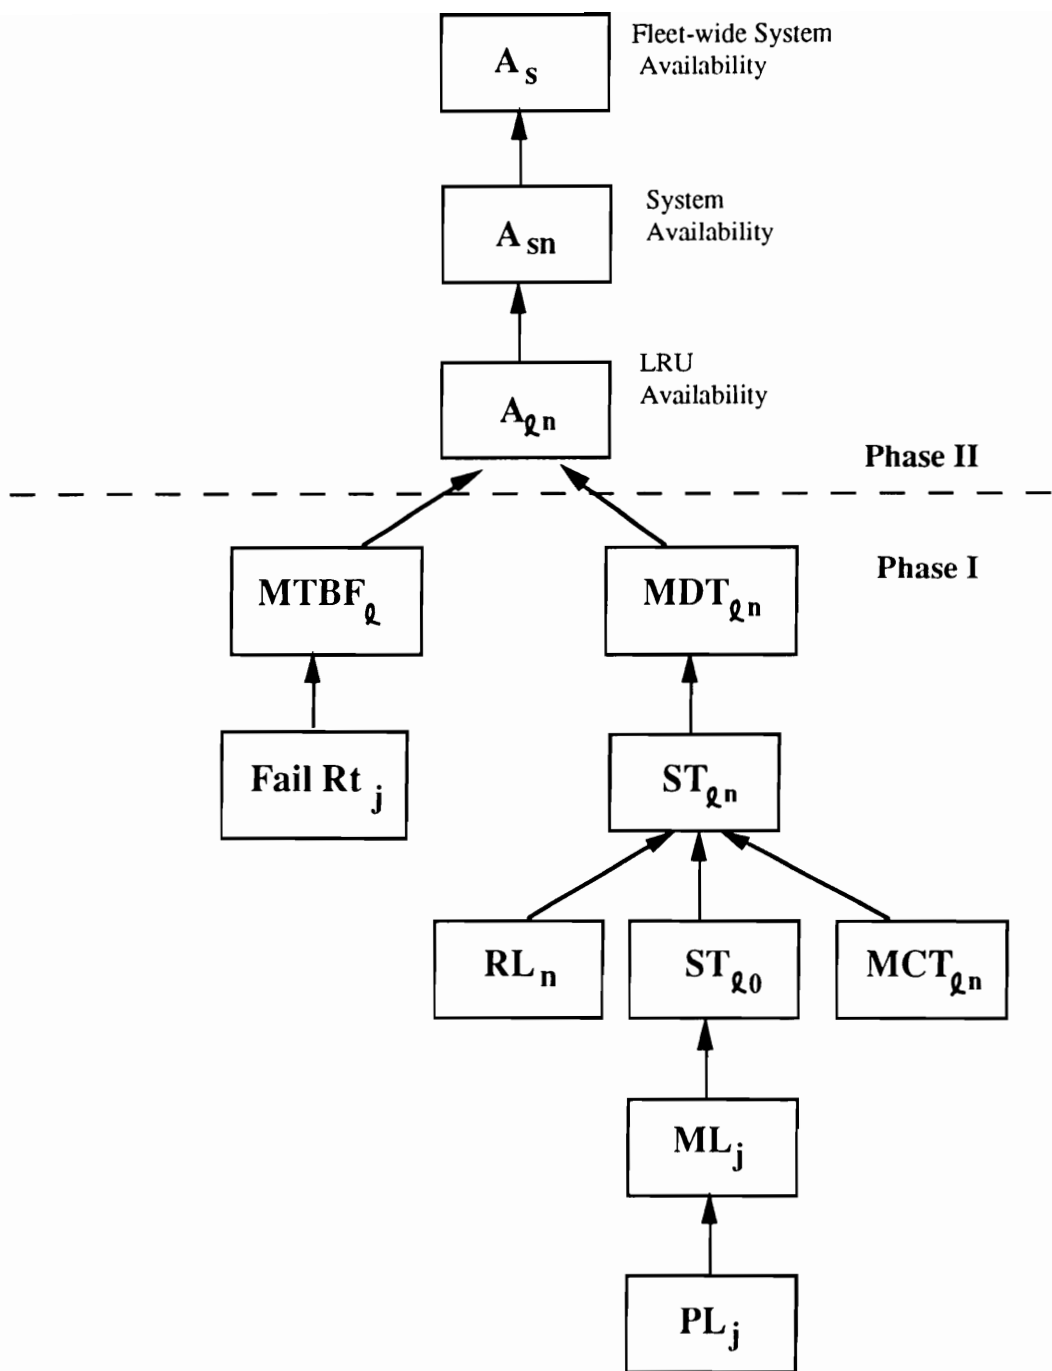 A s
Fleet-wide System
Availability
A sn
System
Availability
A ℓn
LRU
Availability
Phase II
Phase I
MTBF ℓ
MDT ℓn
Fail Rt j
ST ℓn
RL n
ST ℓ0
MCT ℓn
ML j
PL j